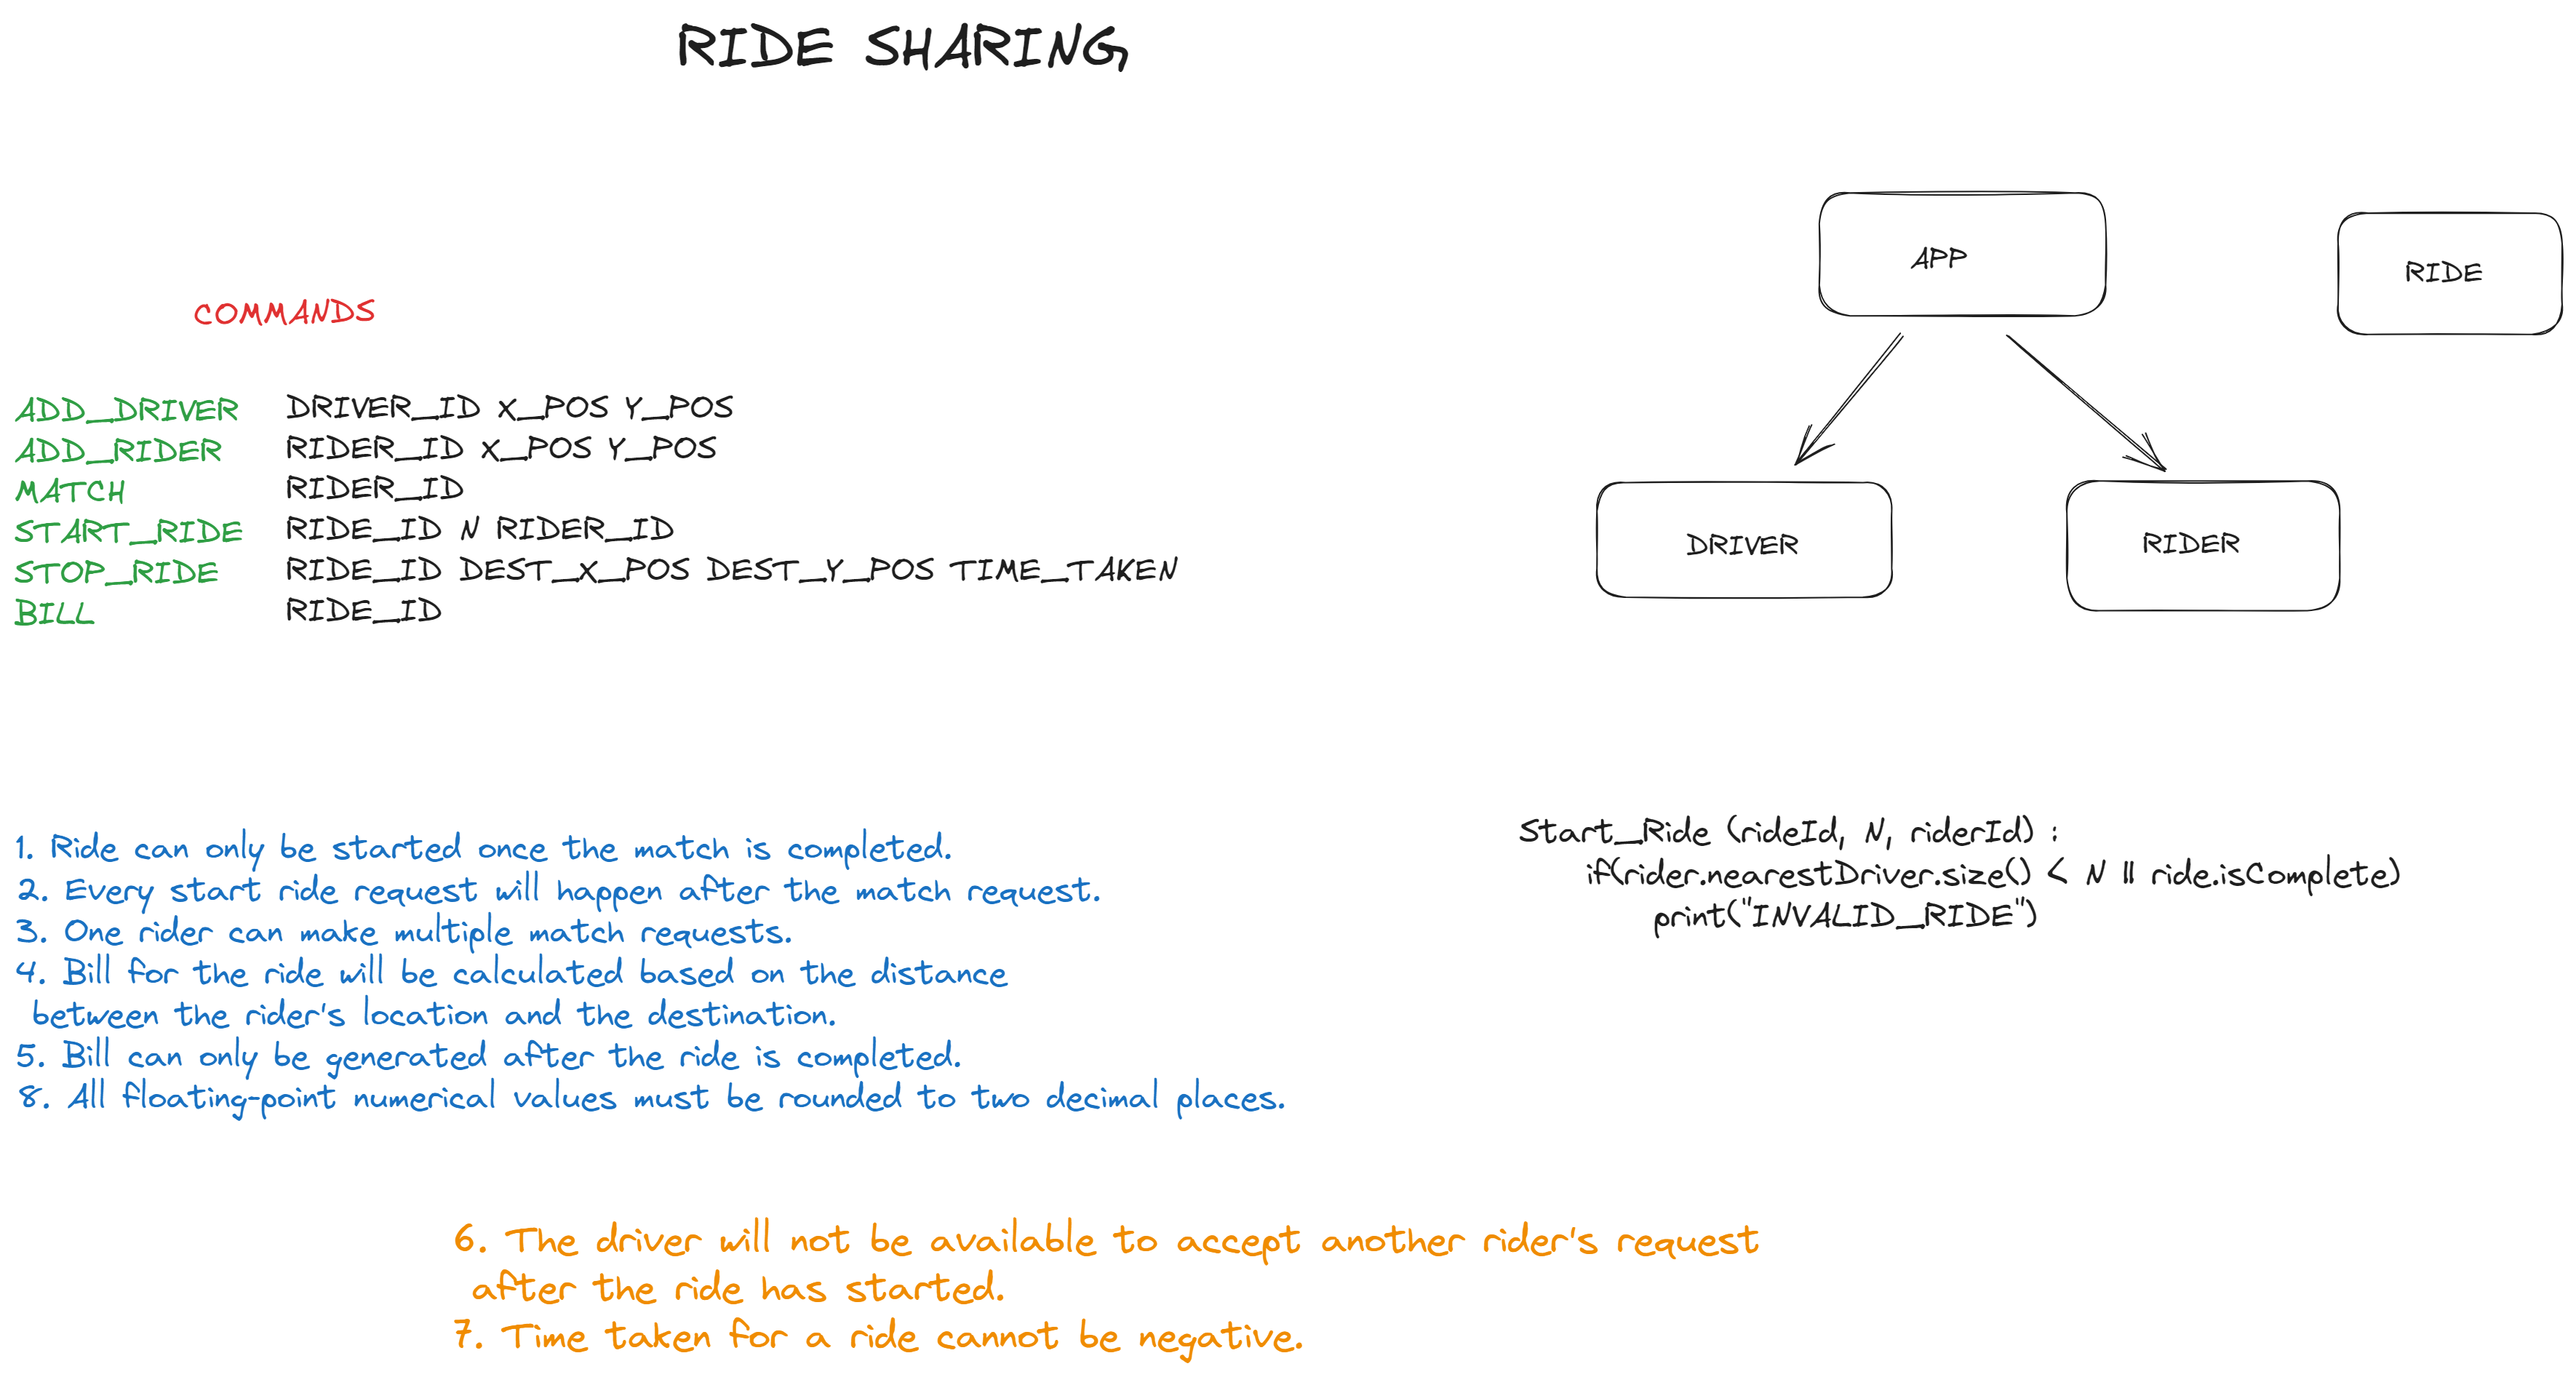 RIDE SHARING
APP
RIDE
COMMANDS
DRIVER
RIDER
ADD_DRIVER DRIVER_ID X_POS Y_POS
ADD_RIDER RIDER_ID X_POS Y_POS
MATCH RIDER_ID
START_RIDE RIDE_ID N RIDER_ID
STOP_RIDE RIDE_ID DEST_X_POS DEST_Y_POS TIME_TAKEN
BILL RIDE_ID
1. Ride can only be started once the match is completed.
2. Every start ride request will happen after the match request.
3. One rider can make multiple match requests.
4. Bill for the ride will be calculated based on the distance
between the rider's location and the destination.
5. Bill can only be generated after the ride is completed.
8. All floating-point numerical values must be rounded to two decimal places.
Start_Ride (rideId, N, riderId) :
if(rider.nearestDriver.size() < N || ride.isComplete)
print("INVALID_RIDE")
6. The driver will not be available to accept another rider's request
after the ride has started.
7. Time taken for a ride cannot be negative.